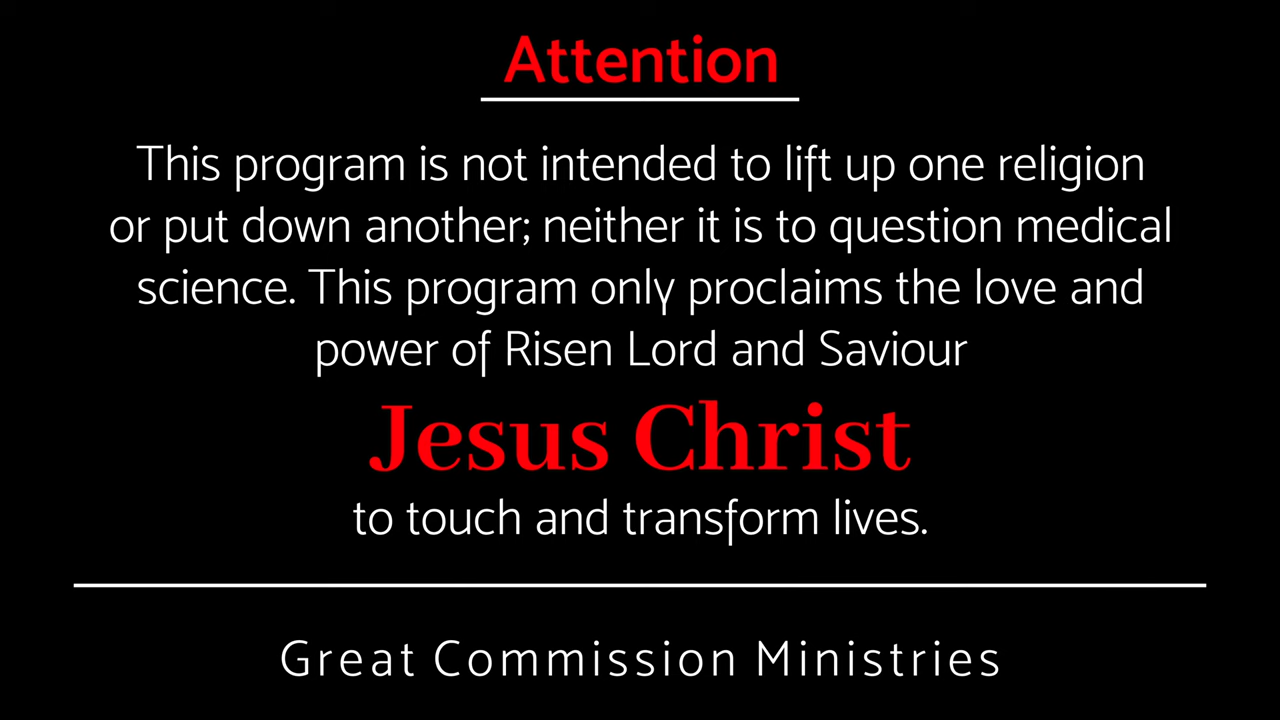 Attention
This program is not intended to lift up one religion
or put down another; neither it is to question medical
science. This program only proclaims the love and
power of Risen Lord and Saviour
Jesus Christ
to touch and transform lives.
Great Commission Ministries